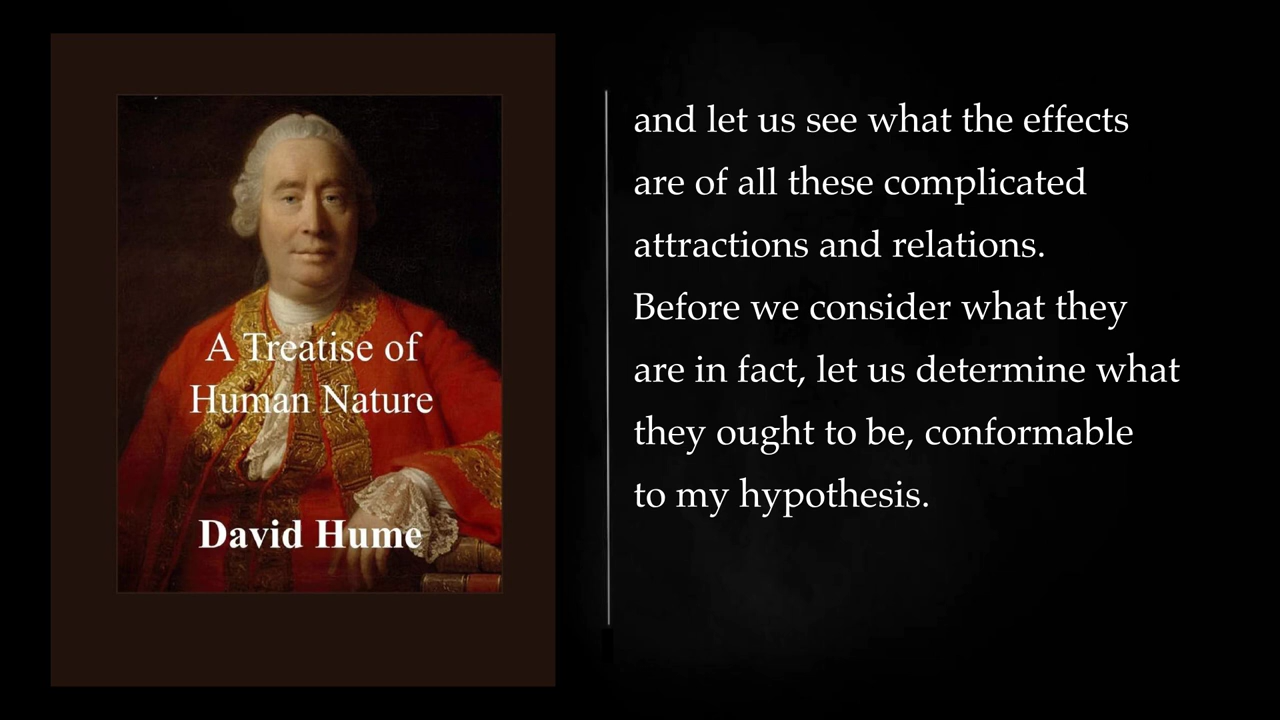 A Treatise of
Human Nature
David Hume
and let us see what the effects
are of all these complicated
attractions and relations.
Before we consider what they
are in fact, let us determine what
they ought to be, conformable
to my hypothesis.